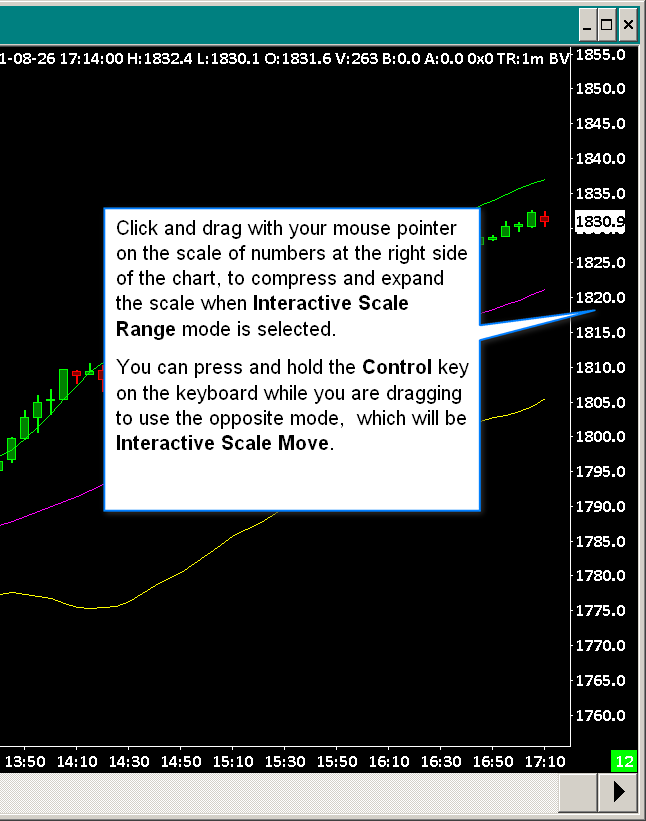 1-08-26 17:14:00 H:1832.4 L:1830.1 O:1831.6 V:263 B:0.0 A:0.0 0x0 TR:1m BV
1855.0
1850.0
1845.0
1840.0
1835.0
1830.9
1825.0
1820.0
1815.0
1810.0
1805.0
1800.0
1795.0
1790.0
1785.0
1780.0
1775.0
1770.0
1765.0
1760.0
Click and drag with your mouse pointer
on the scale of numbers at the right side
of the chart, to compress and expand
the scale when Interactive Scale
Range mode is selected.
You can press and hold the Control key
on the keyboard while you are dragging
to use the opposite mode,  which will be
Interactive Scale Move.
13:50 14:10 14:30 14:50 15:10 15:30 15:50 16:10 16:30 16:50 17:10 12